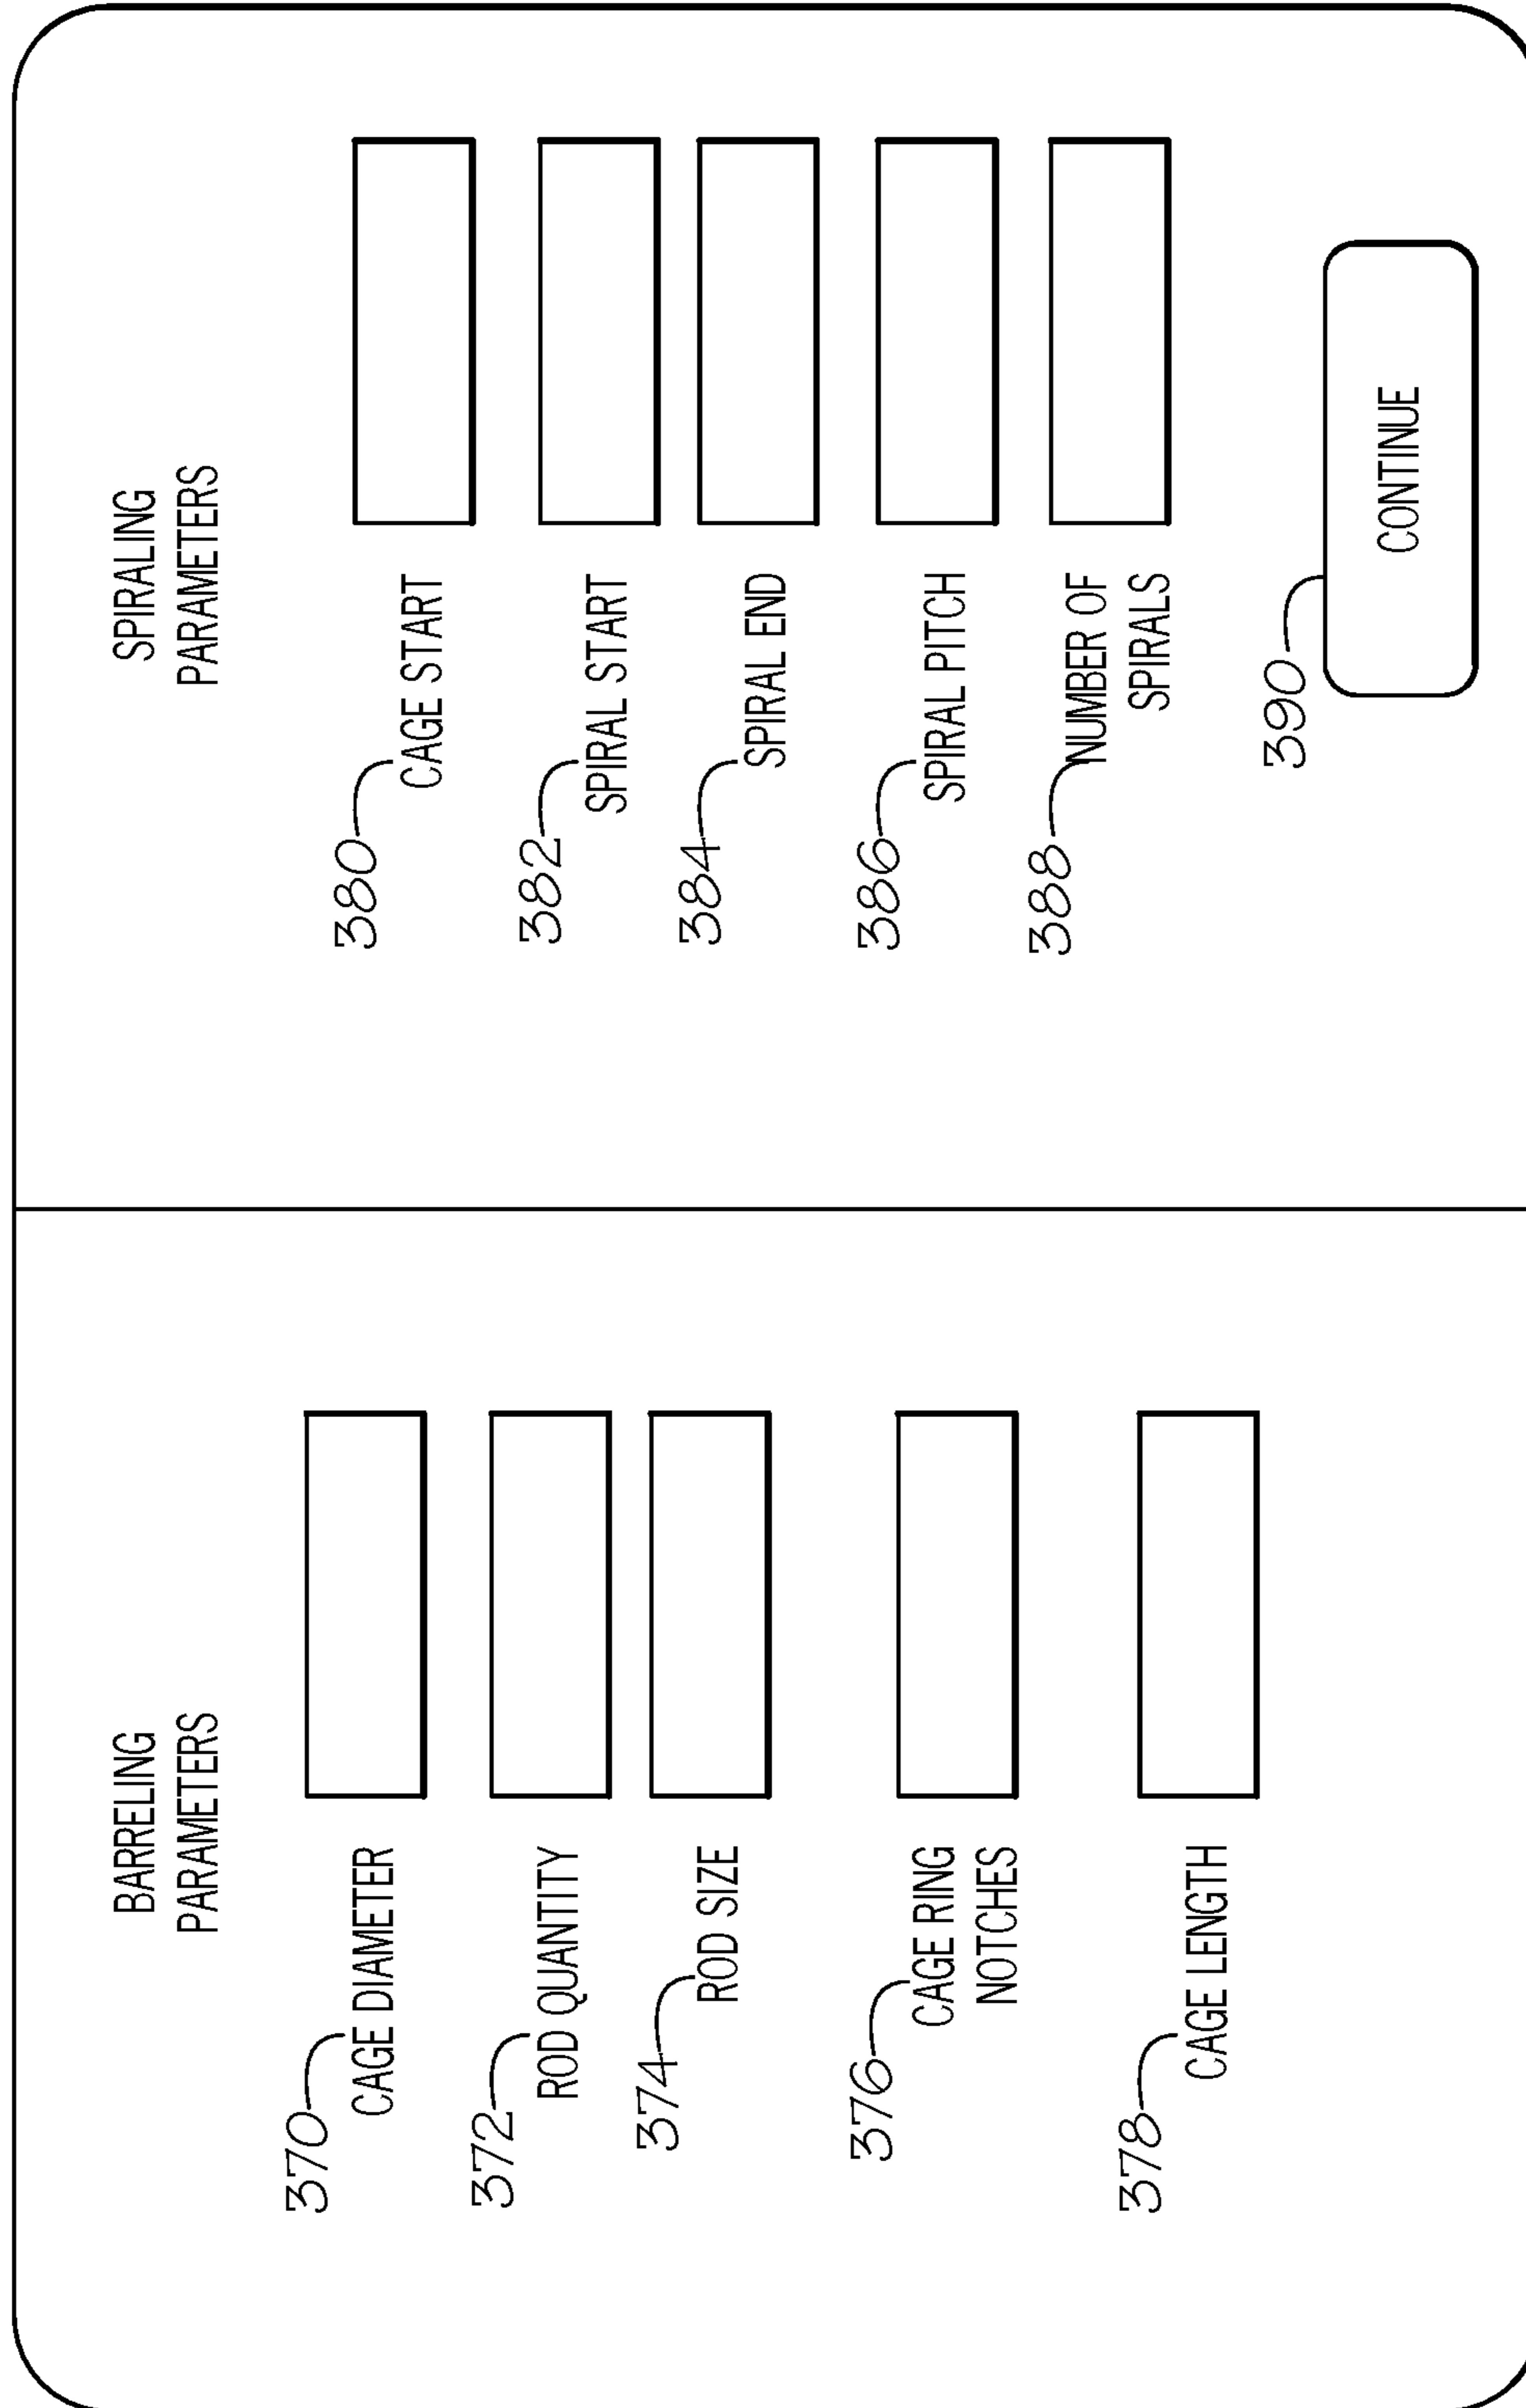 BARRELING
PARAMETERS
370
CAGE DIAMETER
372
ROD QUANTITY
374
ROD SIZE
376
CAGE RING
NOTCHES
378
CAGE LENGTH
SPIRALING
PARAMETERS
380
CAGE START
382
SPIRAL START
384
SPIRAL END
386
SPIRAL PITCH
388
NUMBER OF
SPIRALS
390
CONTINUE